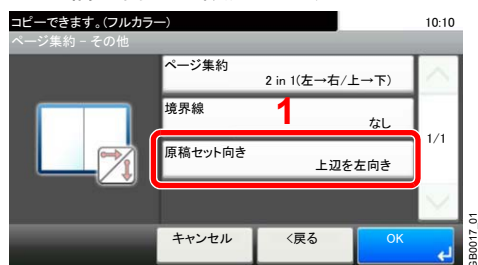 コピーできます。(フルカラー)
10:10
ページ集約 - その他
ページ集約
2 in 1(左→右/上→下)
境界線
1
なし
1/1
原稿セット向き
上辺を左向き
キャンセル
<戻る
OK
GB0017_01